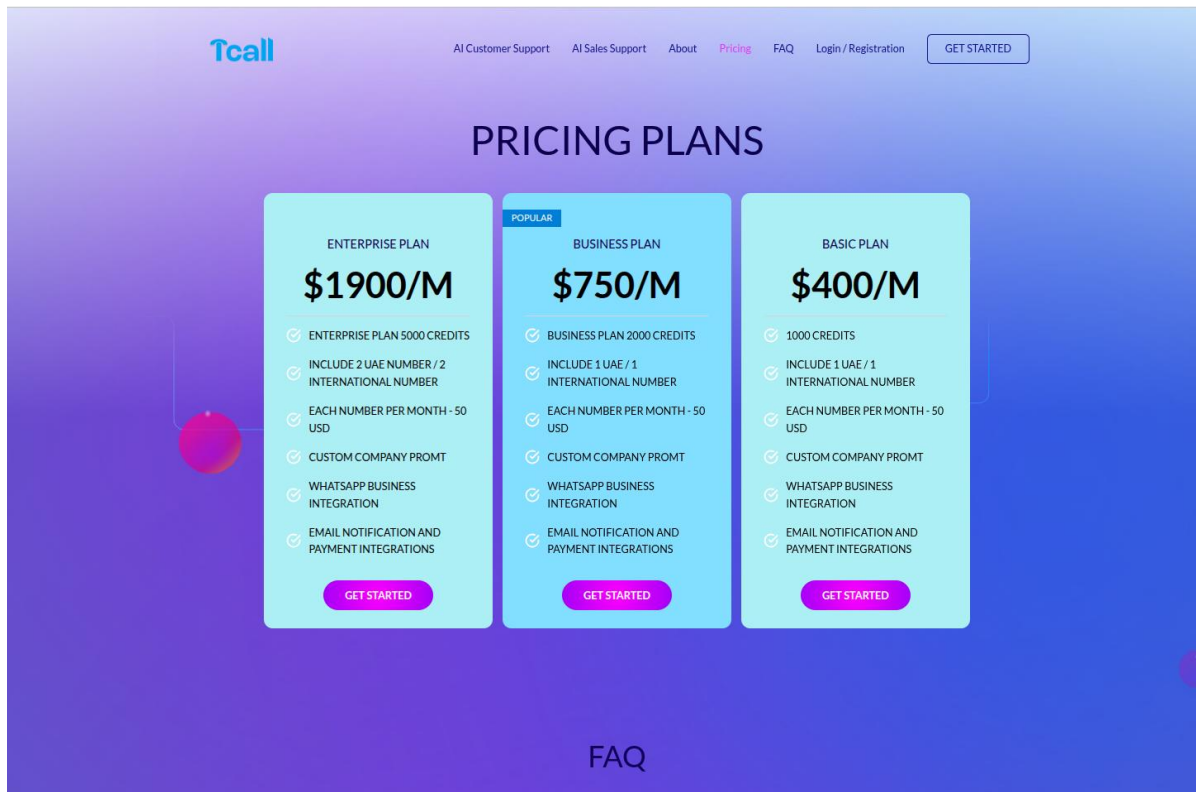 Tcall
AI Customer Support
AI Sales Support
About
Pricing
FAQ
Login / Registration
GET STARTED
PRICING PLANS
ENTERPRISE PLAN
$1900/M
ENTERPRISE PLAN 5000 CREDITS
INCLUDE 2 UAE NUMBER / 2
INTERNATIONAL NUMBER
EACH NUMBER PER MONTH - 50
USD
CUSTOM COMPANY PROMT
WHATSAPP BUSINESS
INTEGRATION
EMAIL NOTIFICATION AND
PAYMENT INTEGRATIONS
GET STARTED
POPULAR
BUSINESS PLAN
$750/M
BUSINESS PLAN 2000 CREDITS
INCLUDE 1 UAE / 1
INTERNATIONAL NUMBER
EACH NUMBER PER MONTH - 50
USD
CUSTOM COMPANY PROMT
WHATSAPP BUSINESS
INTEGRATION
EMAIL NOTIFICATION AND
PAYMENT INTEGRATIONS
GET STARTED
BASIC PLAN
$400/M
1000 CREDITS
INCLUDE 1 UAE / 1
INTERNATIONAL NUMBER
EACH NUMBER PER MONTH - 50
USD
CUSTOM COMPANY PROMT
WHATSAPP BUSINESS
INTEGRATION
EMAIL NOTIFICATION AND
PAYMENT INTEGRATIONS
GET STARTED
FAQ